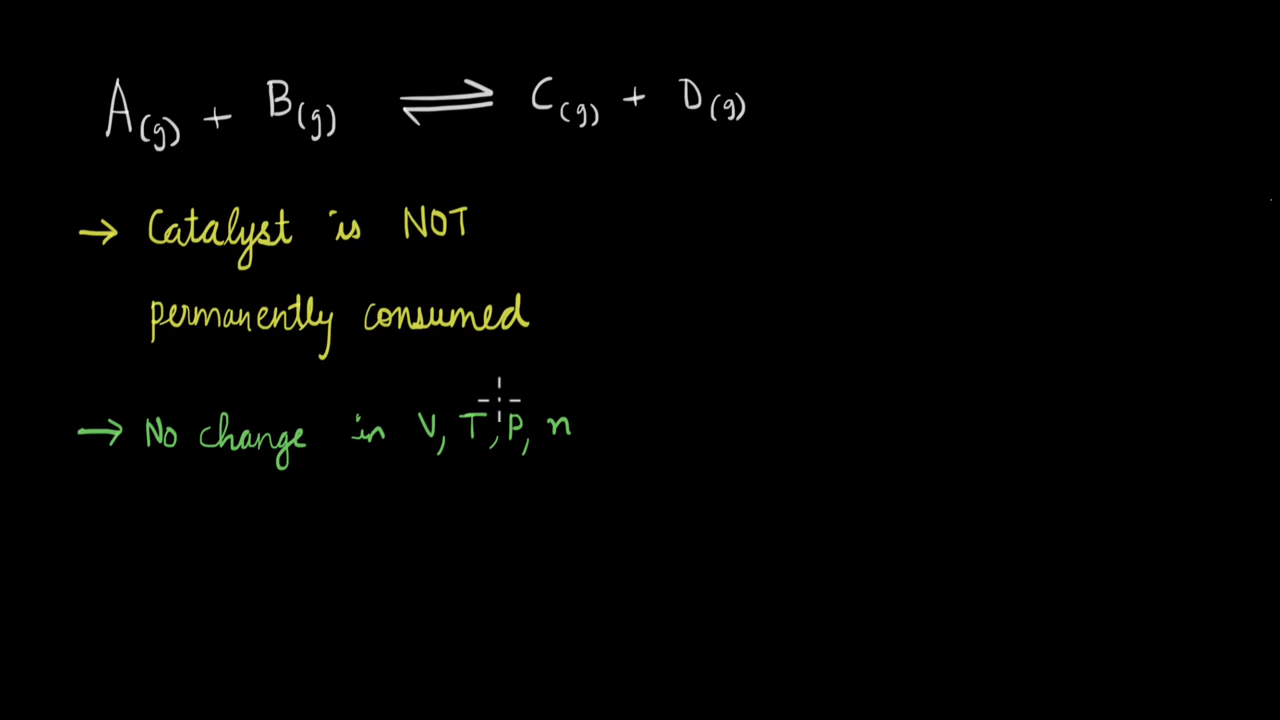 A(g) + B(g) ⇌ C(g) + D(g)
→ Catalyst is NOT
permanently consumed
→ No change in V, T, P, n